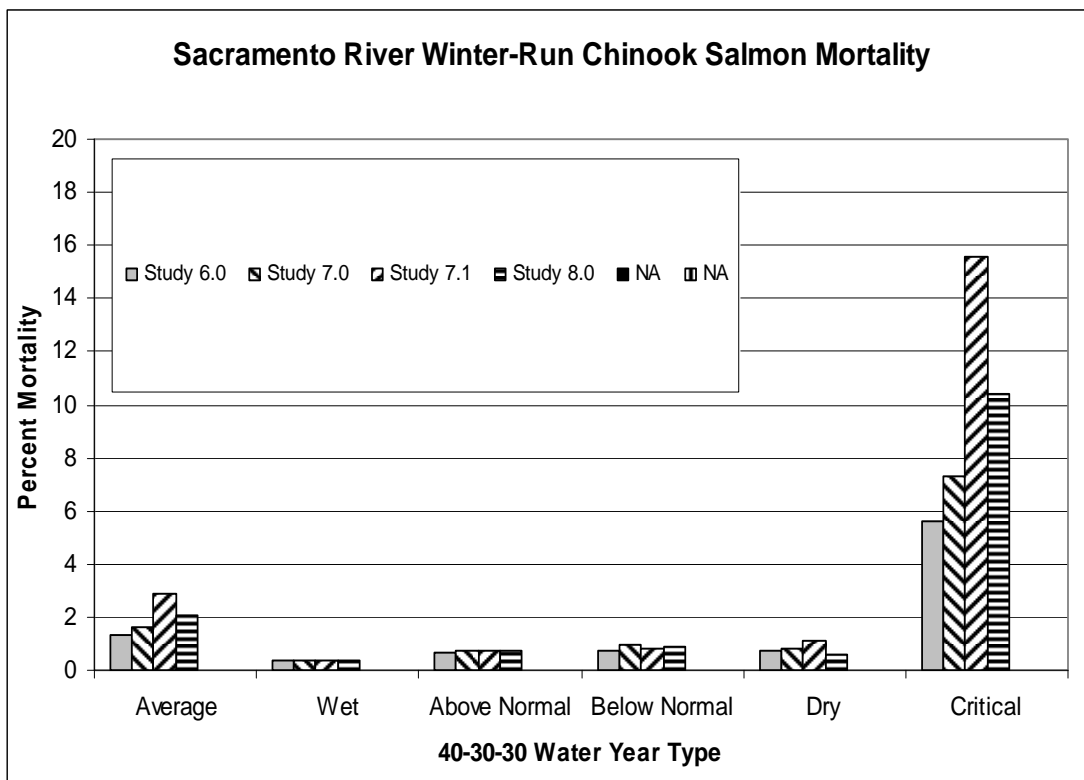 Sacramento River Winter-Run Chinook Salmon Mortality
20
18
16
14
12
10
8
6
4
2
0
Percent Mortality
Study 6.0 Study 7.0 Study 7.1 Study 8.0 NA NA
Average Wet Above Normal Below Normal Dry Critical
40-30-30 Water Year Type